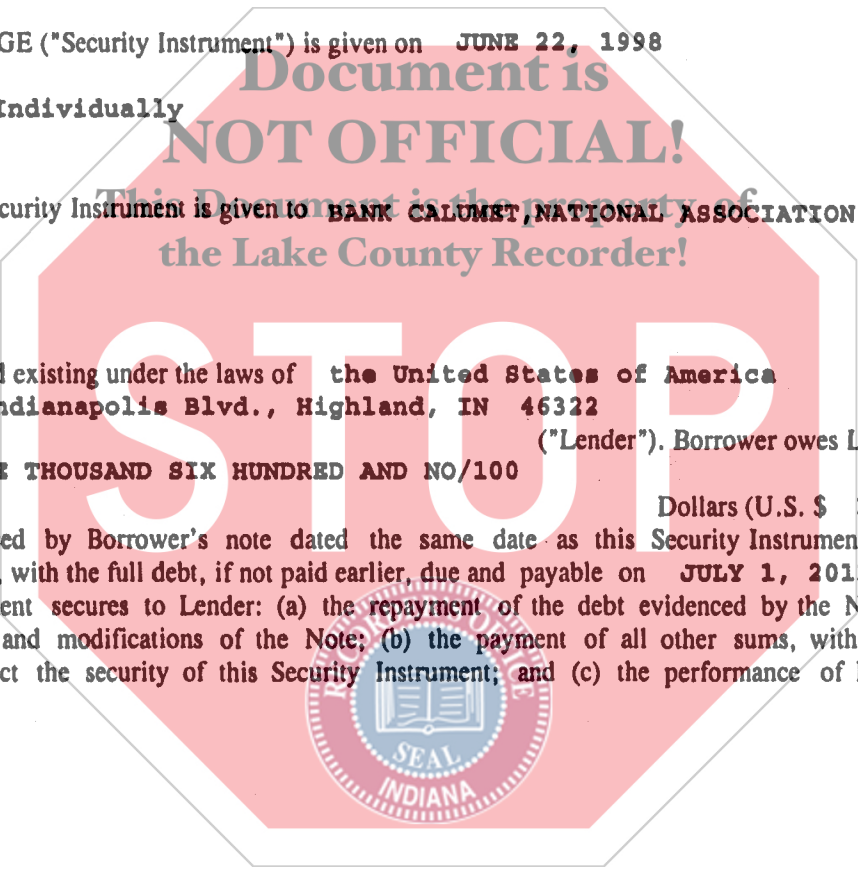 GE ("Security Instrument") is given on JUNE 22, 1998
Document is
Individually
NOT OFFICIAL!
This Document is the property of
curity Instrument is given to BANK CALUMET,NATIONAL ASSOCIATION
the Lake County Recorder!
STOP
existing under the laws of the United States of America
ndianapolis Blvd., Highland, IN 46322
("Lender"). Borrower owes L
THOUSAND SIX HUNDRED AND NO/100
Dollars (U.S. $
ed by Borrower's note dated the same date as this Security Instrumen
, with the full debt, if not paid earlier, due and payable on JULY 1, 201
ent secures to Lender: (a) the repayment of the debt evidenced by the N
and modifications of the Note; (b) the payment of all other sums, with
ct the security of this Security Instrument; and (c) the performance of
RECORDER'S OFFICE
SEAL
INDIANA